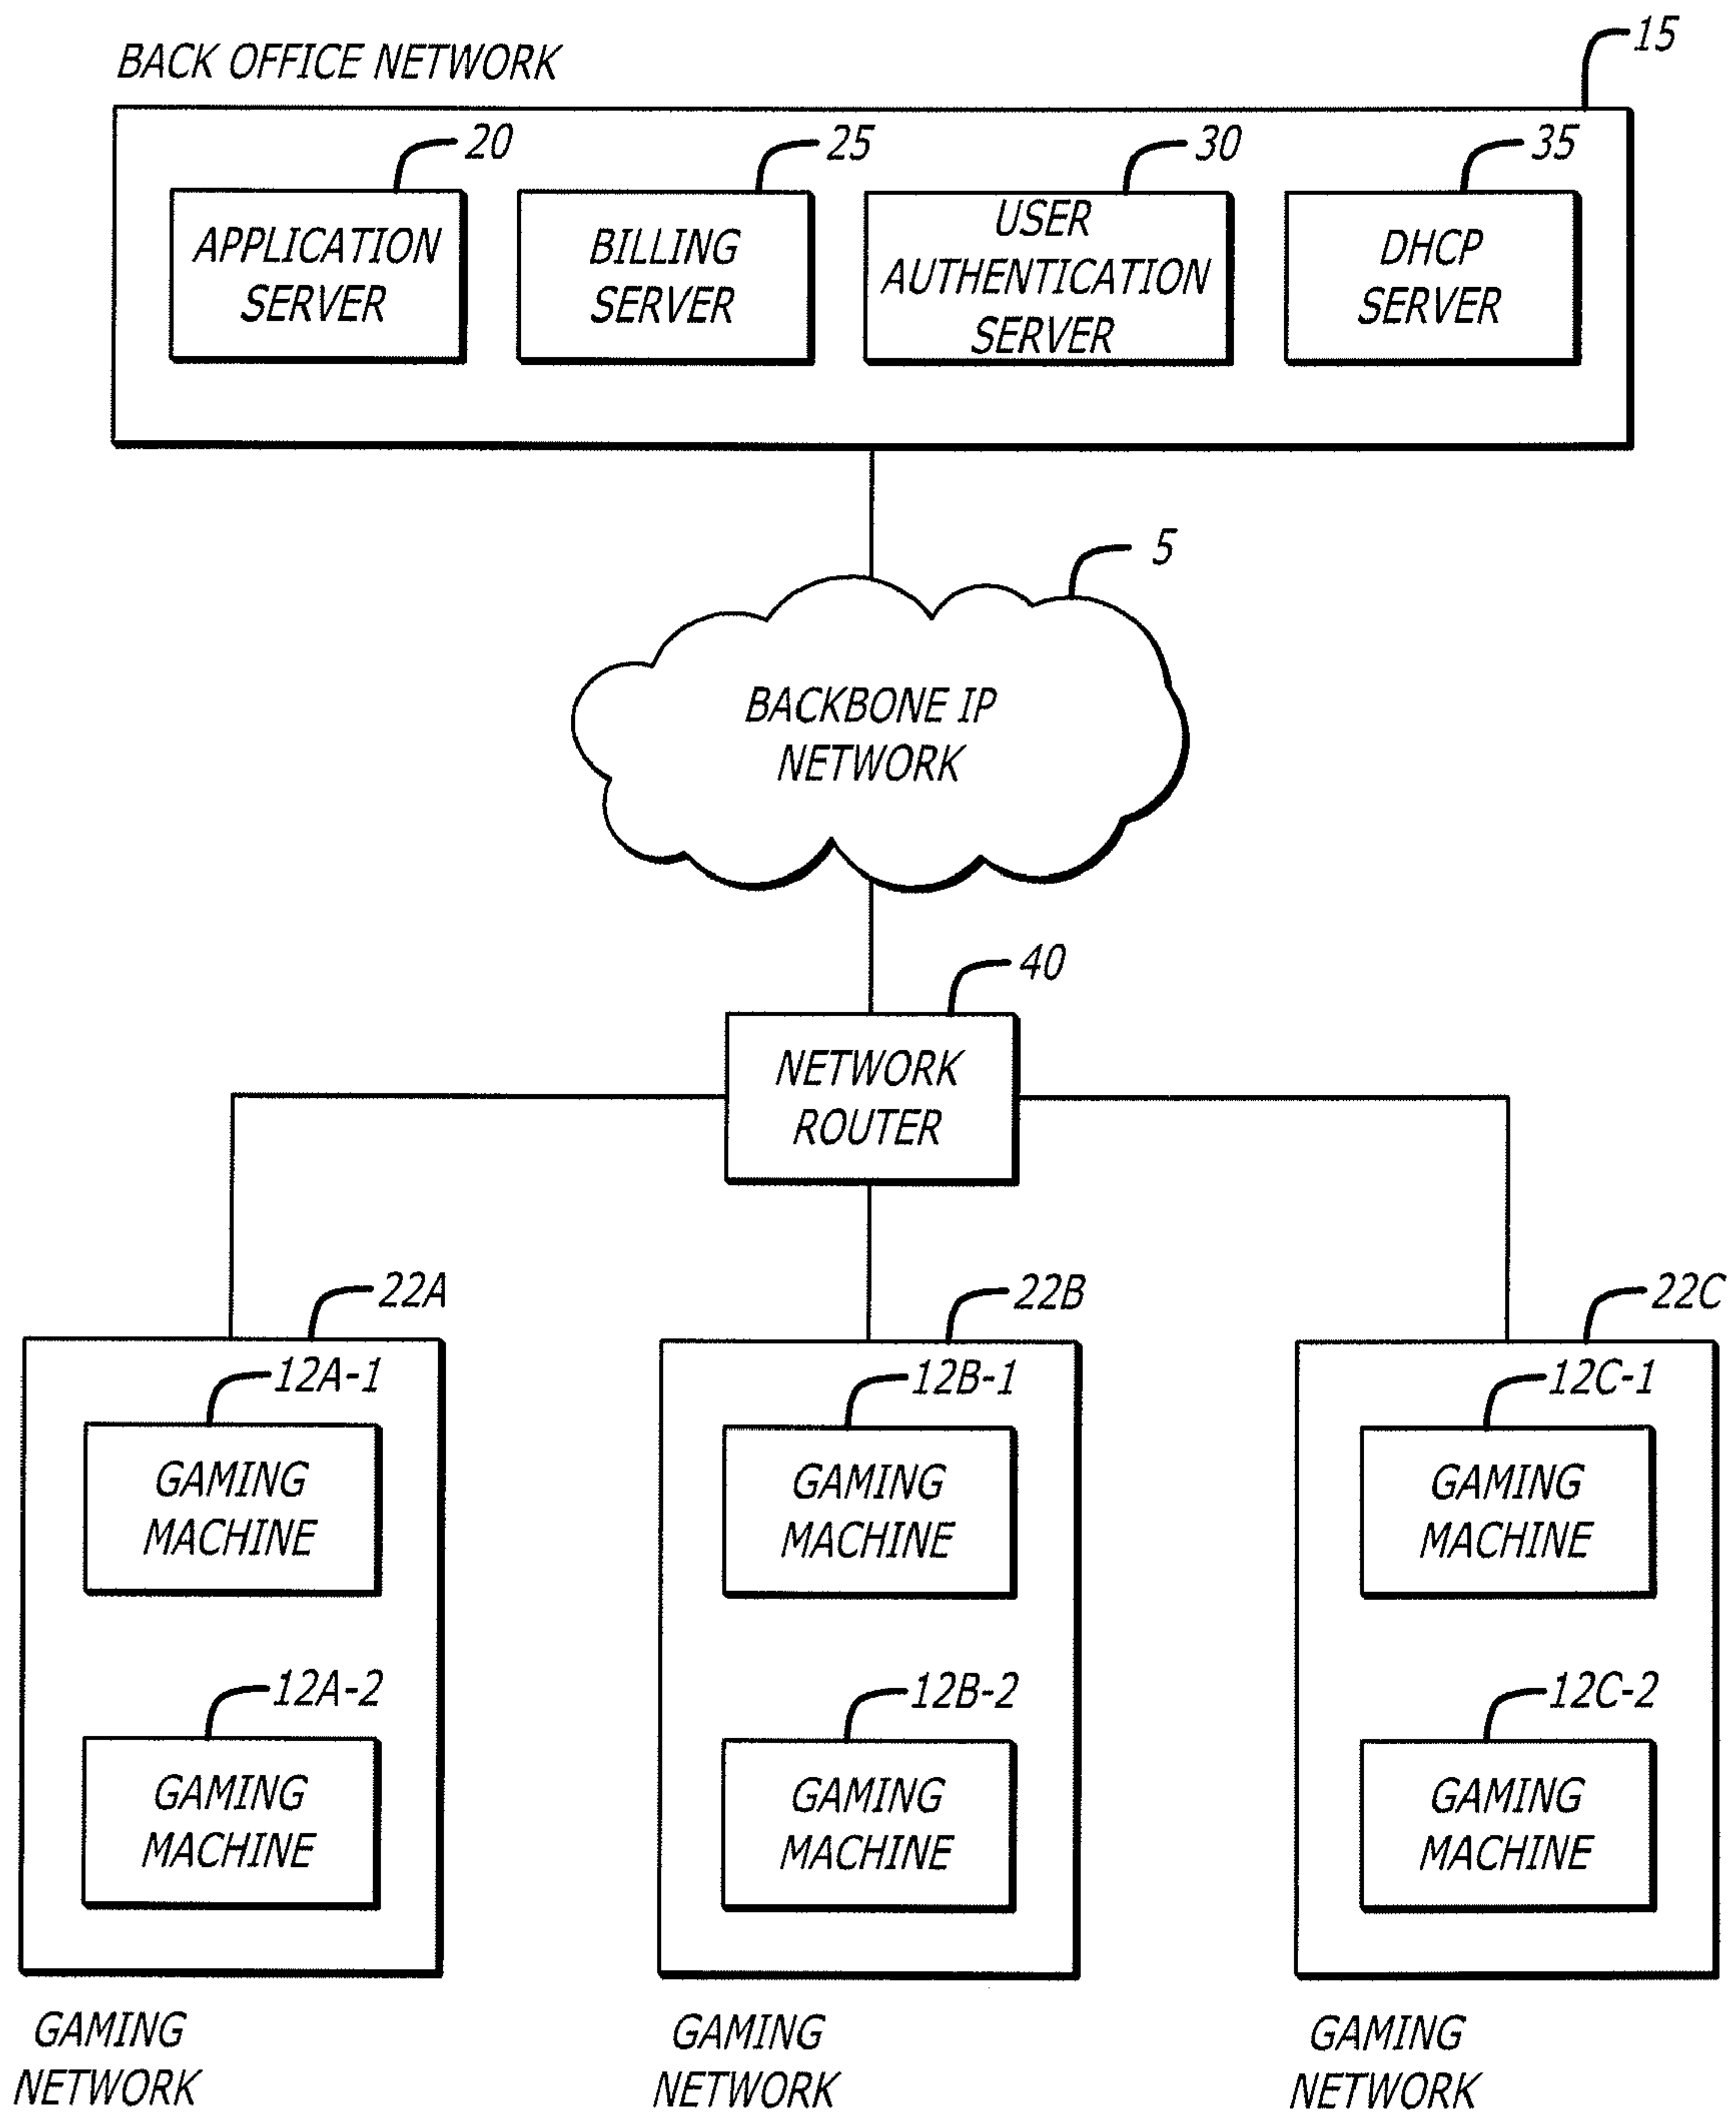 BACK OFFICE NETWORK
15
20
25
30
35
APPLICATION
SERVER
BILLING
SERVER
USER
AUTHENTICATION
SERVER
DHCP
SERVER
5
BACKBONE IP
NETWORK
40
NETWORK
ROUTER
22A
22B
22C
12A-1
12B-1
12C-1
GAMING
MACHINE
GAMING
MACHINE
GAMING
MACHINE
12A-2
12B-2
12C-2
GAMING
MACHINE
GAMING
MACHINE
GAMING
MACHINE
GAMING
NETWORK
GAMING
NETWORK
GAMING
NETWORK